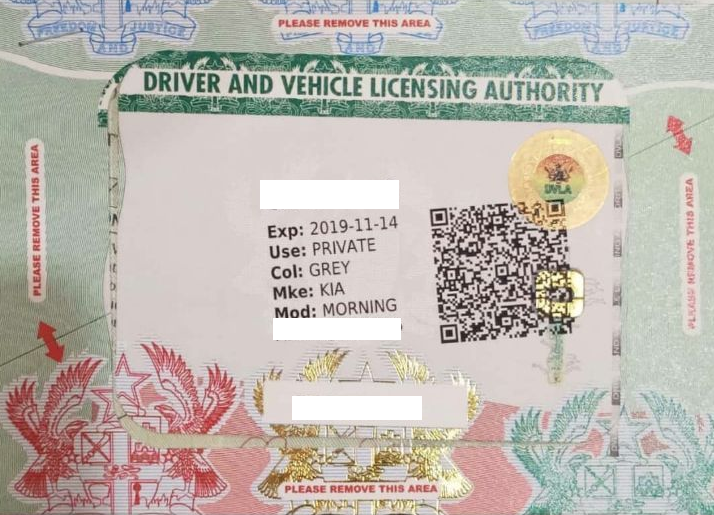 FREEDOM AND JUSTICE
PLEASE REMOVE THIS AREA
FREEDOM AND JUSTICE
DRIVER AND VEHICLE LICENSING AUTHORITY
PLEASE REMOVE THIS AREA
DVLA
Exp: 2019-11-14
Use: PRIVATE
Col: GREY
Mke: KIA
Mod: MORNING
PLEASE REMOVE THIS AREA
PLEASE REMOVE THIS AREA